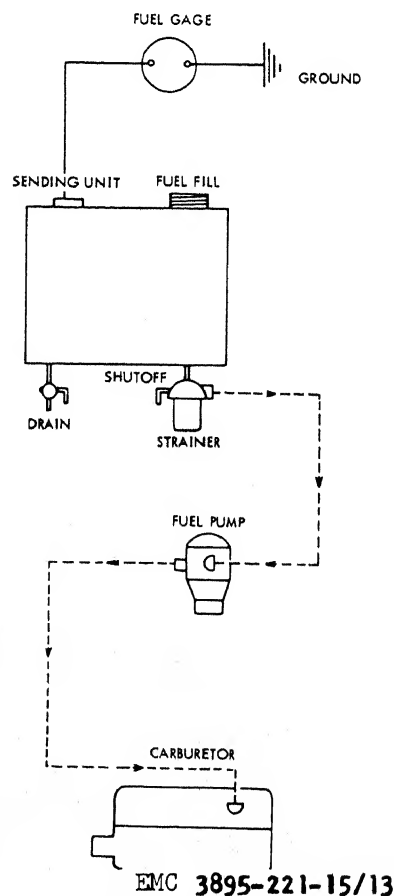 FUEL GAGE
GROUND
SENDING UNIT
FUEL FILL
SHUTOFF
DRAIN
STRAINER
FUEL PUMP
CARBURETOR
EMC 3895-221-15/13